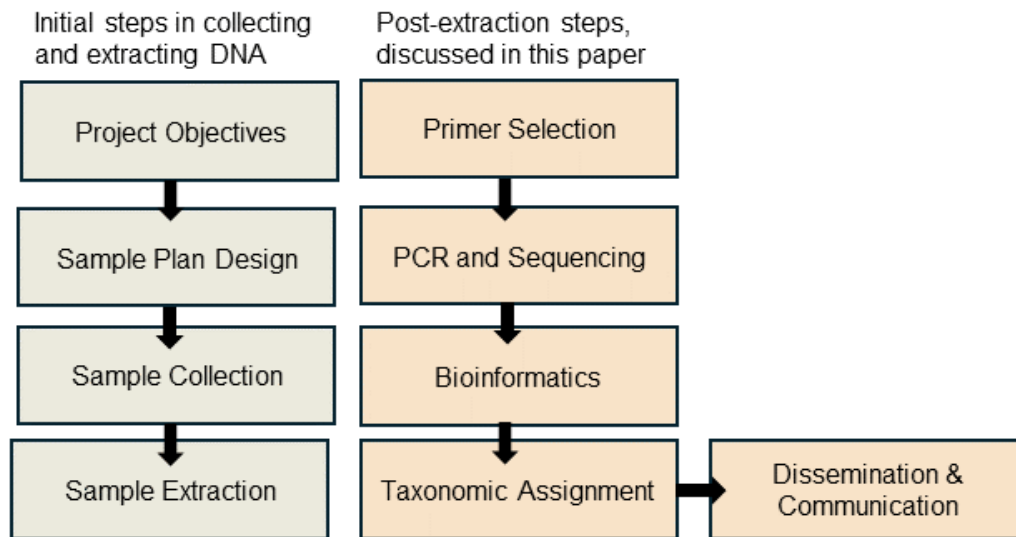 Initial steps in collecting
and extracting DNA
Project Objectives
Sample Plan Design
Sample Collection
Sample Extraction
Post-extraction steps,
discussed in this paper
Primer Selection
PCR and Sequencing
Bioinformatics
Taxonomic Assignment
Dissemination &
Communication